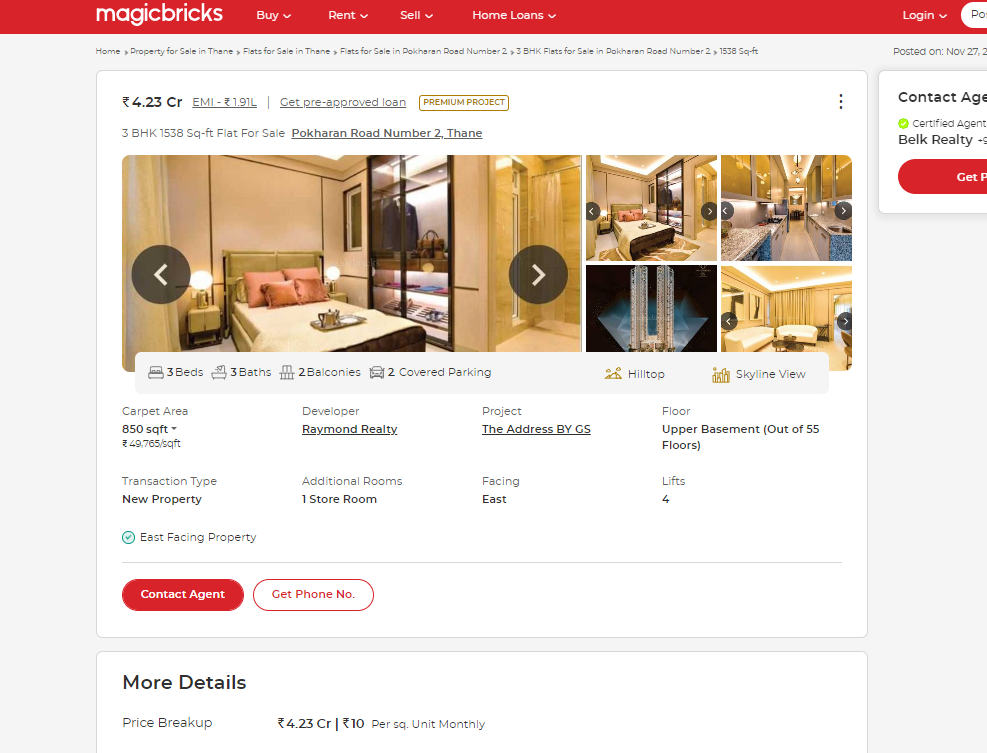 magicbricks
Buy Rent Sell Home Loans Login
Home Property for Sale in Thane Flats for Sale in Thane Flats for Sale in Pokharan Road Number 2 3 BHK Flats for Sale in Pokharan Road Number 2 1538 Sq-ft
Posted on: Nov 27,
₹4.23 Cr EMI - ₹1.91L | Get pre-approved loan PREMIUM PROJECT
3 BHK 1538 Sq-ft Flat For Sale Pokharan Road Number 2, Thane
3 Beds 3 Baths 2 Balconies 2 Covered Parking Hilltop Skyline View
Carpet Area Developer Project Floor
850 sqft Raymond Realty The Address BY GS Upper Basement (Out of 55
₹49,765/sqft Floors)
Transaction Type Additional Rooms Facing Lifts
New Property 1 Store Room East 4
East Facing Property
Contact Agent Get Phone No.
Contact Age
Certified Agent
Belk Realty
Get P
More Details
Price Breakup ₹4.23 Cr | ₹10 Per sq. Unit Monthly